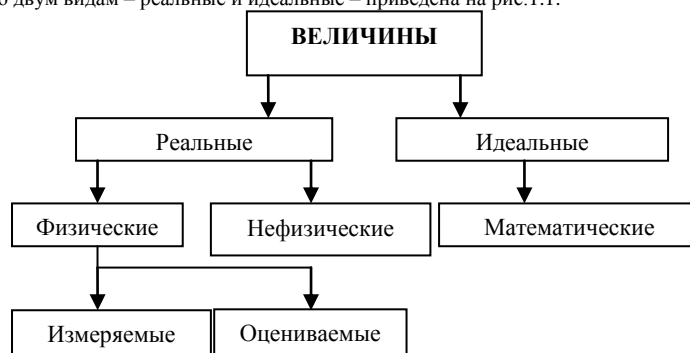 двум видам – реальные и идеальные – приведена на рис.1.1.
ВЕЛИЧИНЫ
Реальные
Идеальные
Физические
Нефизические
Математические
Измеряемые
Оцениваемые